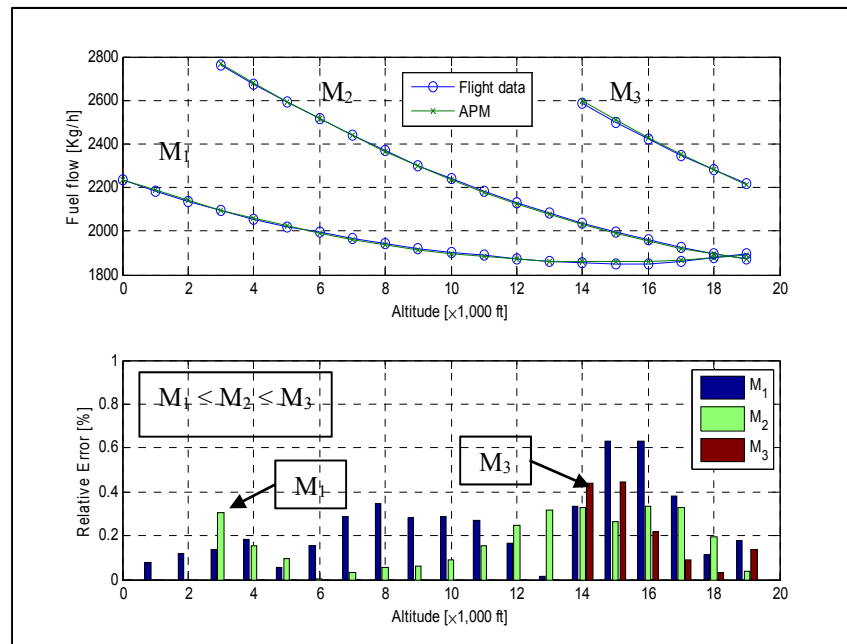 2800
2600
2400
2200
2000
1800
Fuel flow [Kg/h]
M1
M2
M3
Flight data
APM
0 2 4 6 8 10 12 14 16 18 20
Altitude [×1,000 ft]
1
0.8
0.6
0.4
0.2
0
Relative Error [%]
M1 < M2 < M3
M1
M3
M1
M2
M3
0 2 4 6 8 10 12 14 16 18 20
Altitude [×1,000 ft]